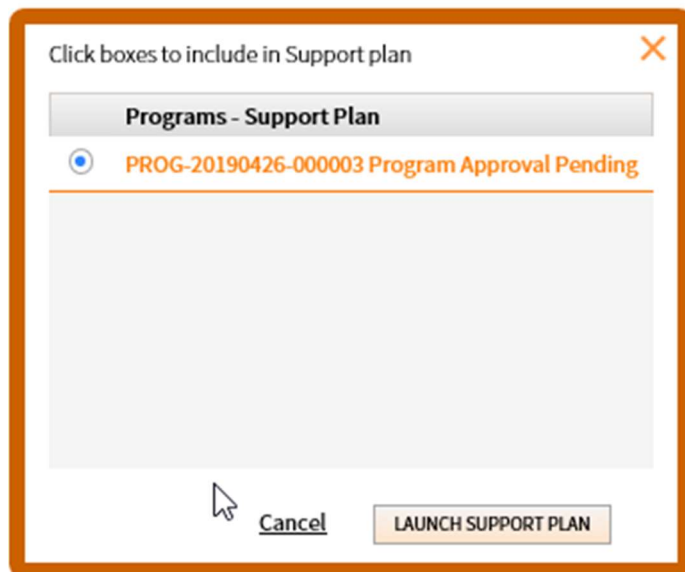 Click boxes to include in Support plan
Programs - Support Plan
PROG-20190426-000003 Program Approval Pending
Cancel
LAUNCH SUPPORT PLAN